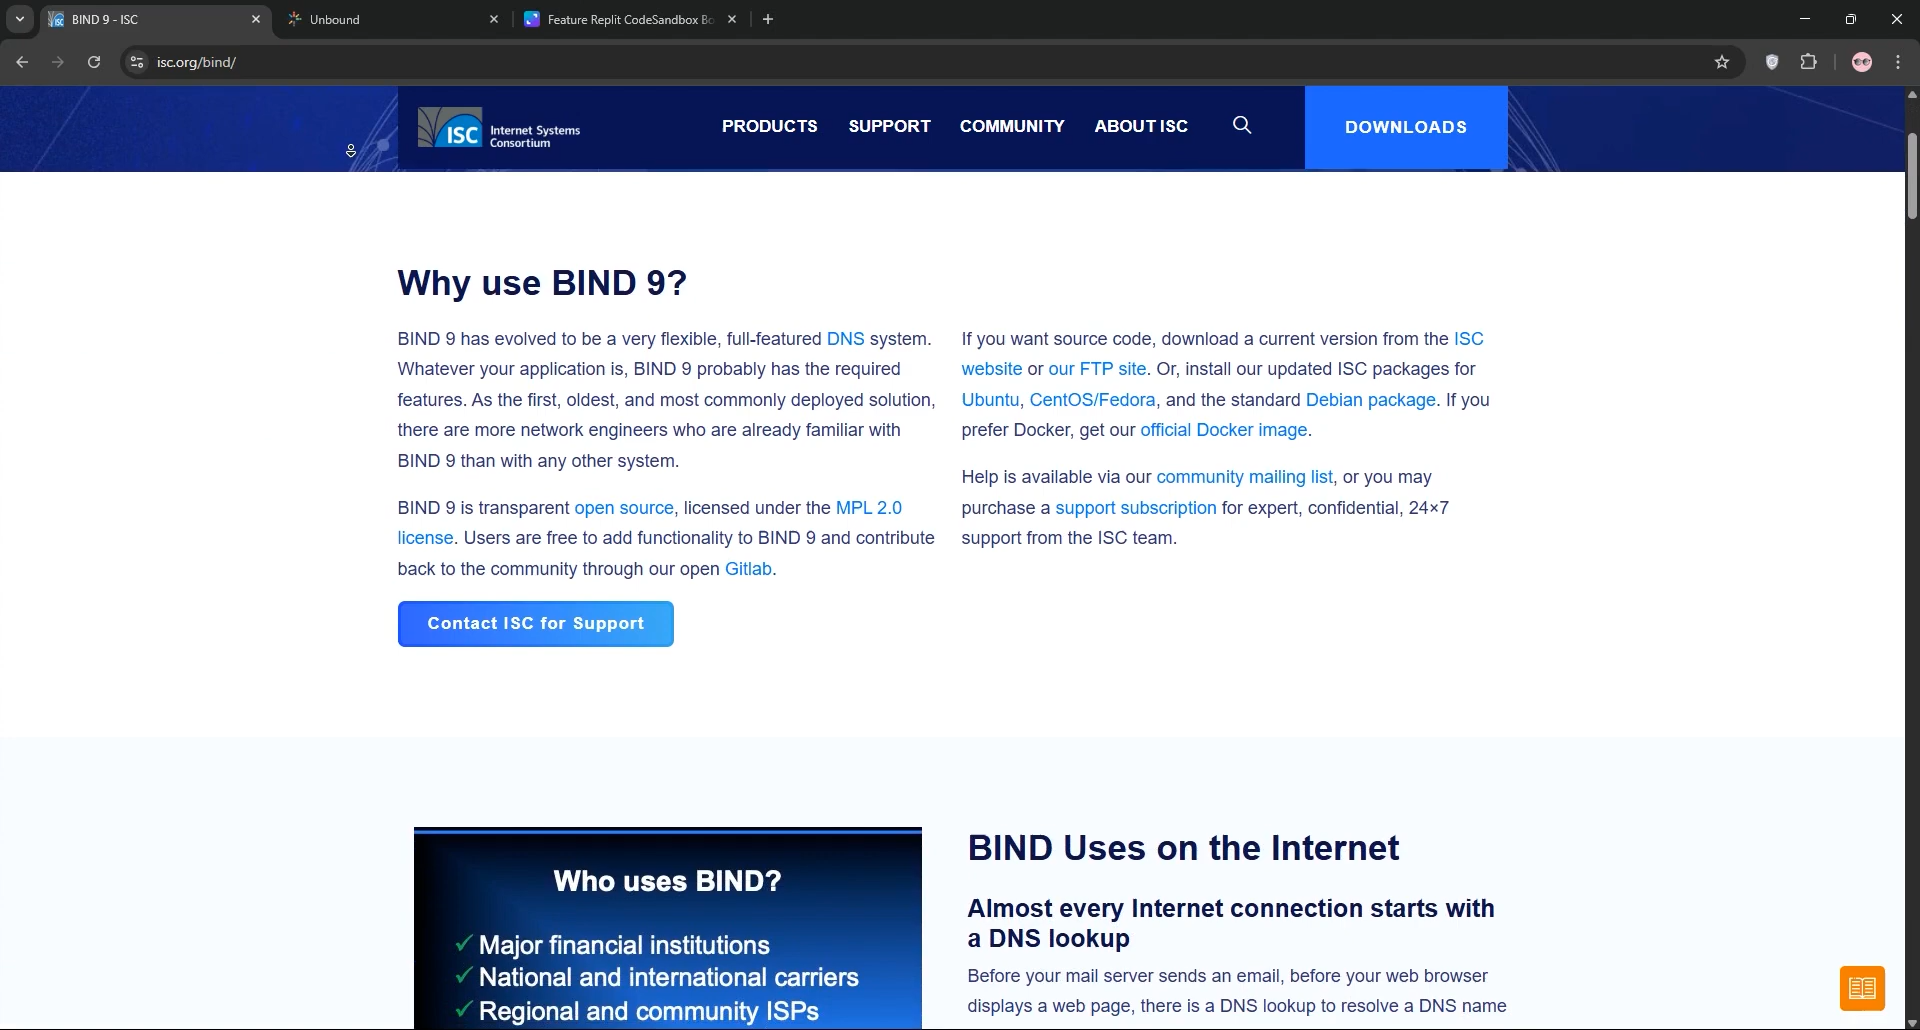 BIND 9 - ISC
Unbound
Feature Replit CodeSandbox Bo
isc.org/bind/
ISC Internet Systems
Consortium
PRODUCTS SUPPORT COMMUNITY ABOUT ISC DOWNLOADS
Why use BIND 9?
BIND 9 has evolved to be a very flexible, full-featured DNS system.
Whatever your application is, BIND 9 probably has the required
features. As the first, oldest, and most commonly deployed solution,
there are more network engineers who are already familiar with
BIND 9 than with any other system.
BIND 9 is transparent open source, licensed under the MPL 2.0
license. Users are free to add functionality to BIND 9 and contribute
back to the community through our open Gitlab.
Contact ISC for Support
If you want source code, download a current version from the ISC
website or our FTP site. Or, install our updated ISC packages for
Ubuntu, CentOS/Fedora, and the standard Debian package. If you
prefer Docker, get our official Docker image.
Help is available via our community mailing list, or you may
purchase a support subscription for expert, confidential, 24×7
support from the ISC team.
Who uses BIND?
✓ Major financial institutions
✓ National and international carriers
✓ Regional and community ISPs
BIND Uses on the Internet
Almost every Internet connection starts with
a DNS lookup
Before your mail server sends an email, before your web browser
displays a web page, there is a DNS lookup to resolve a DNS name